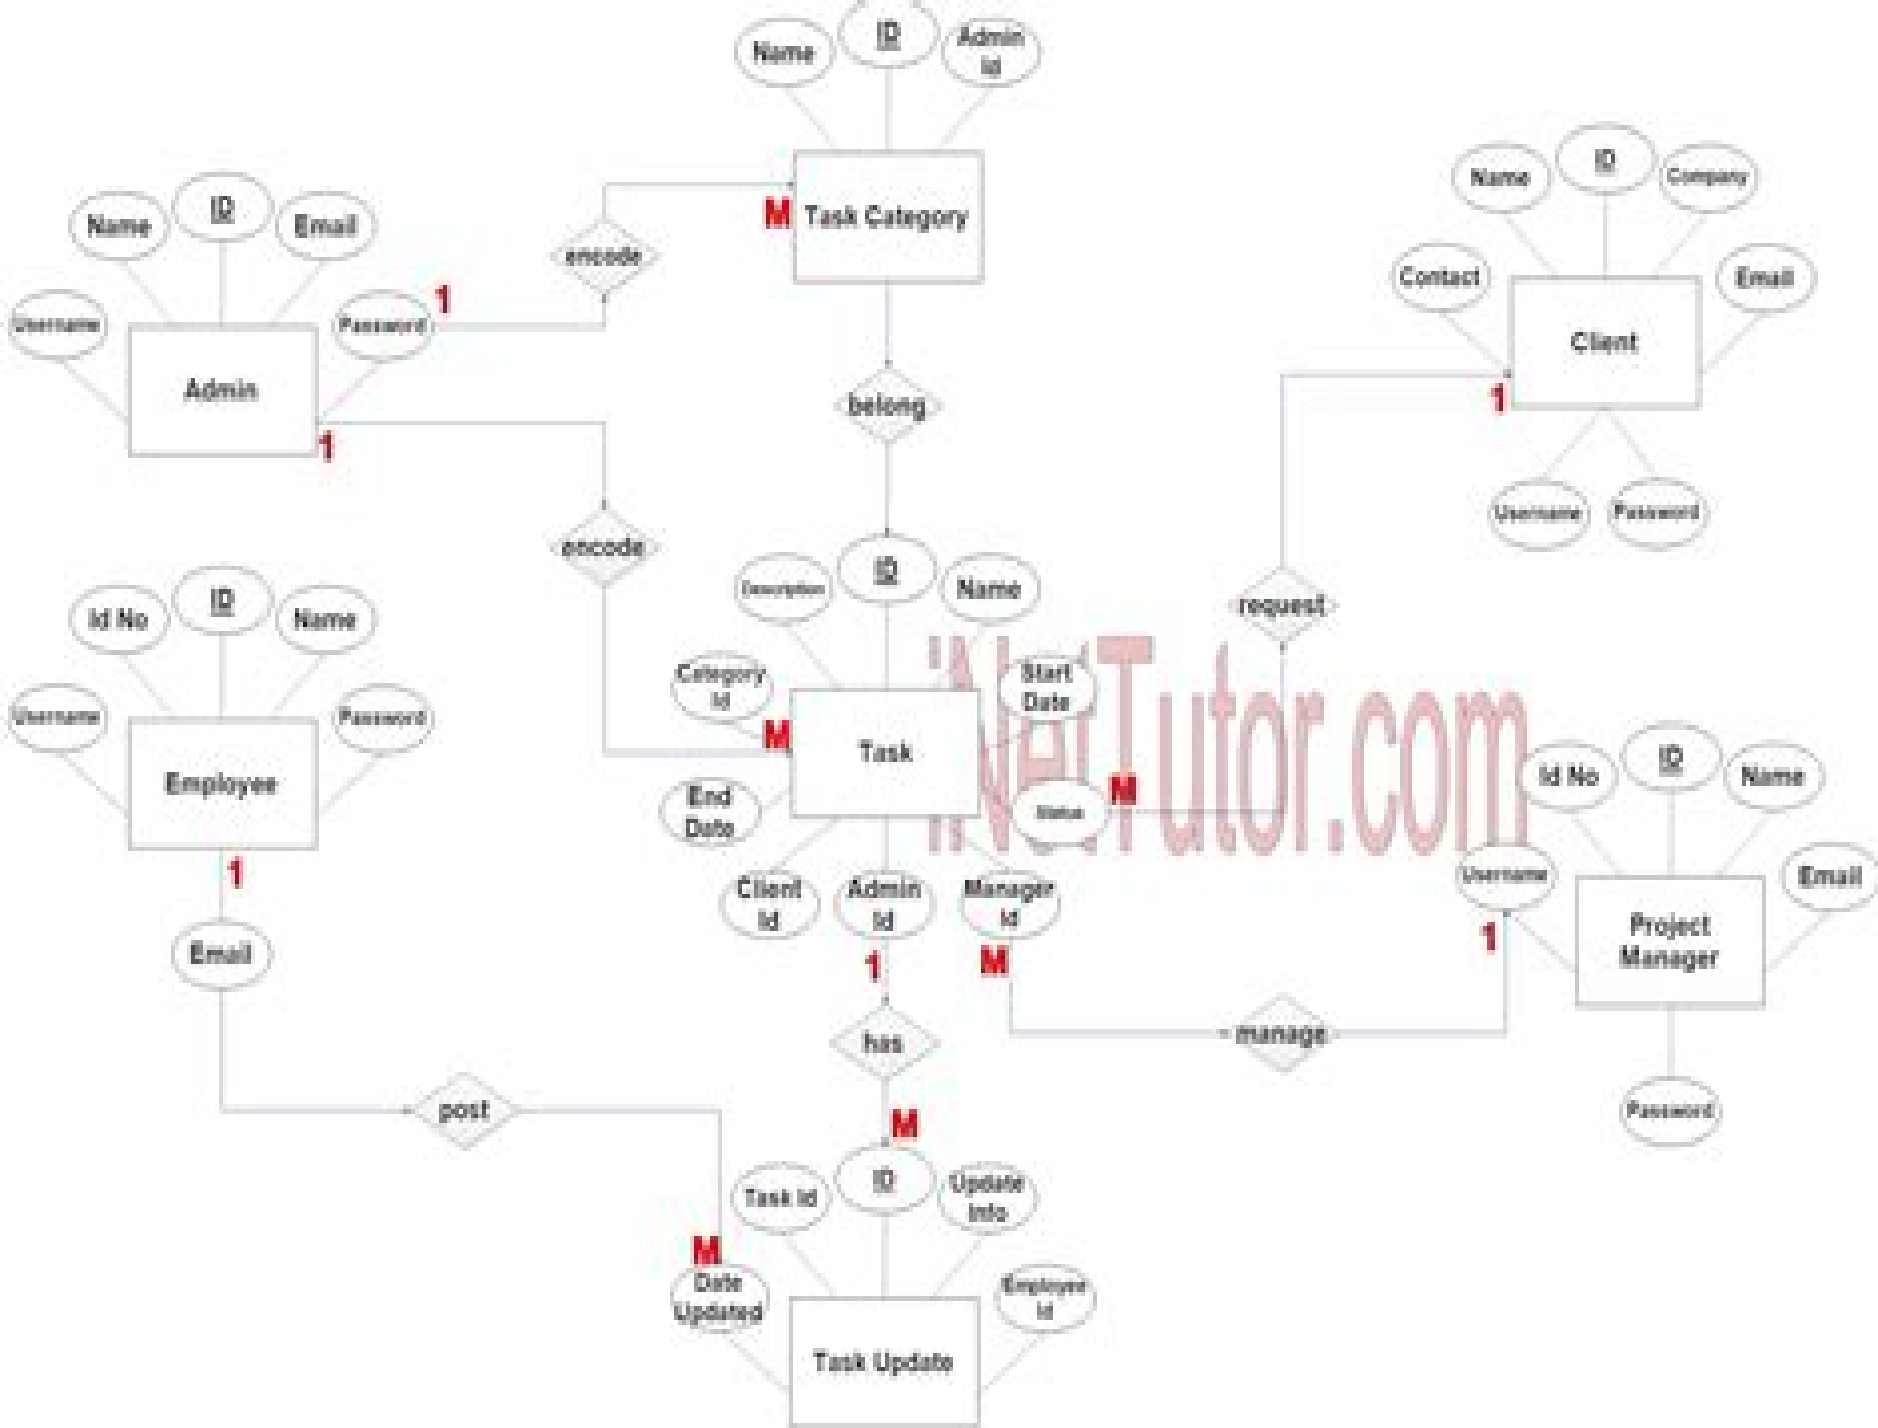 ID
Name
Admin
Id
Task Category
M
encode
1
ID
Name
Email
Username
Password
Admin
1
belong
encode
ID
Name
Company
Contact
Email
Client
1
Username
Password
request
ID
Id No
Name
Username
Password
Employee
1
Email
ID
Description
Name
Category
Id
Start
Date
M
Task
End
Date
Status
M
Client
Id
Admin
Id
Manager
Id
1
M
iNetTutor.com
ID
Id No
Name
Username
Email
1
Project
Manager
Password
manage
has
post
M
ID
Task Id
Update
Info
M
Date
Updated
Employee
Id
Task Update